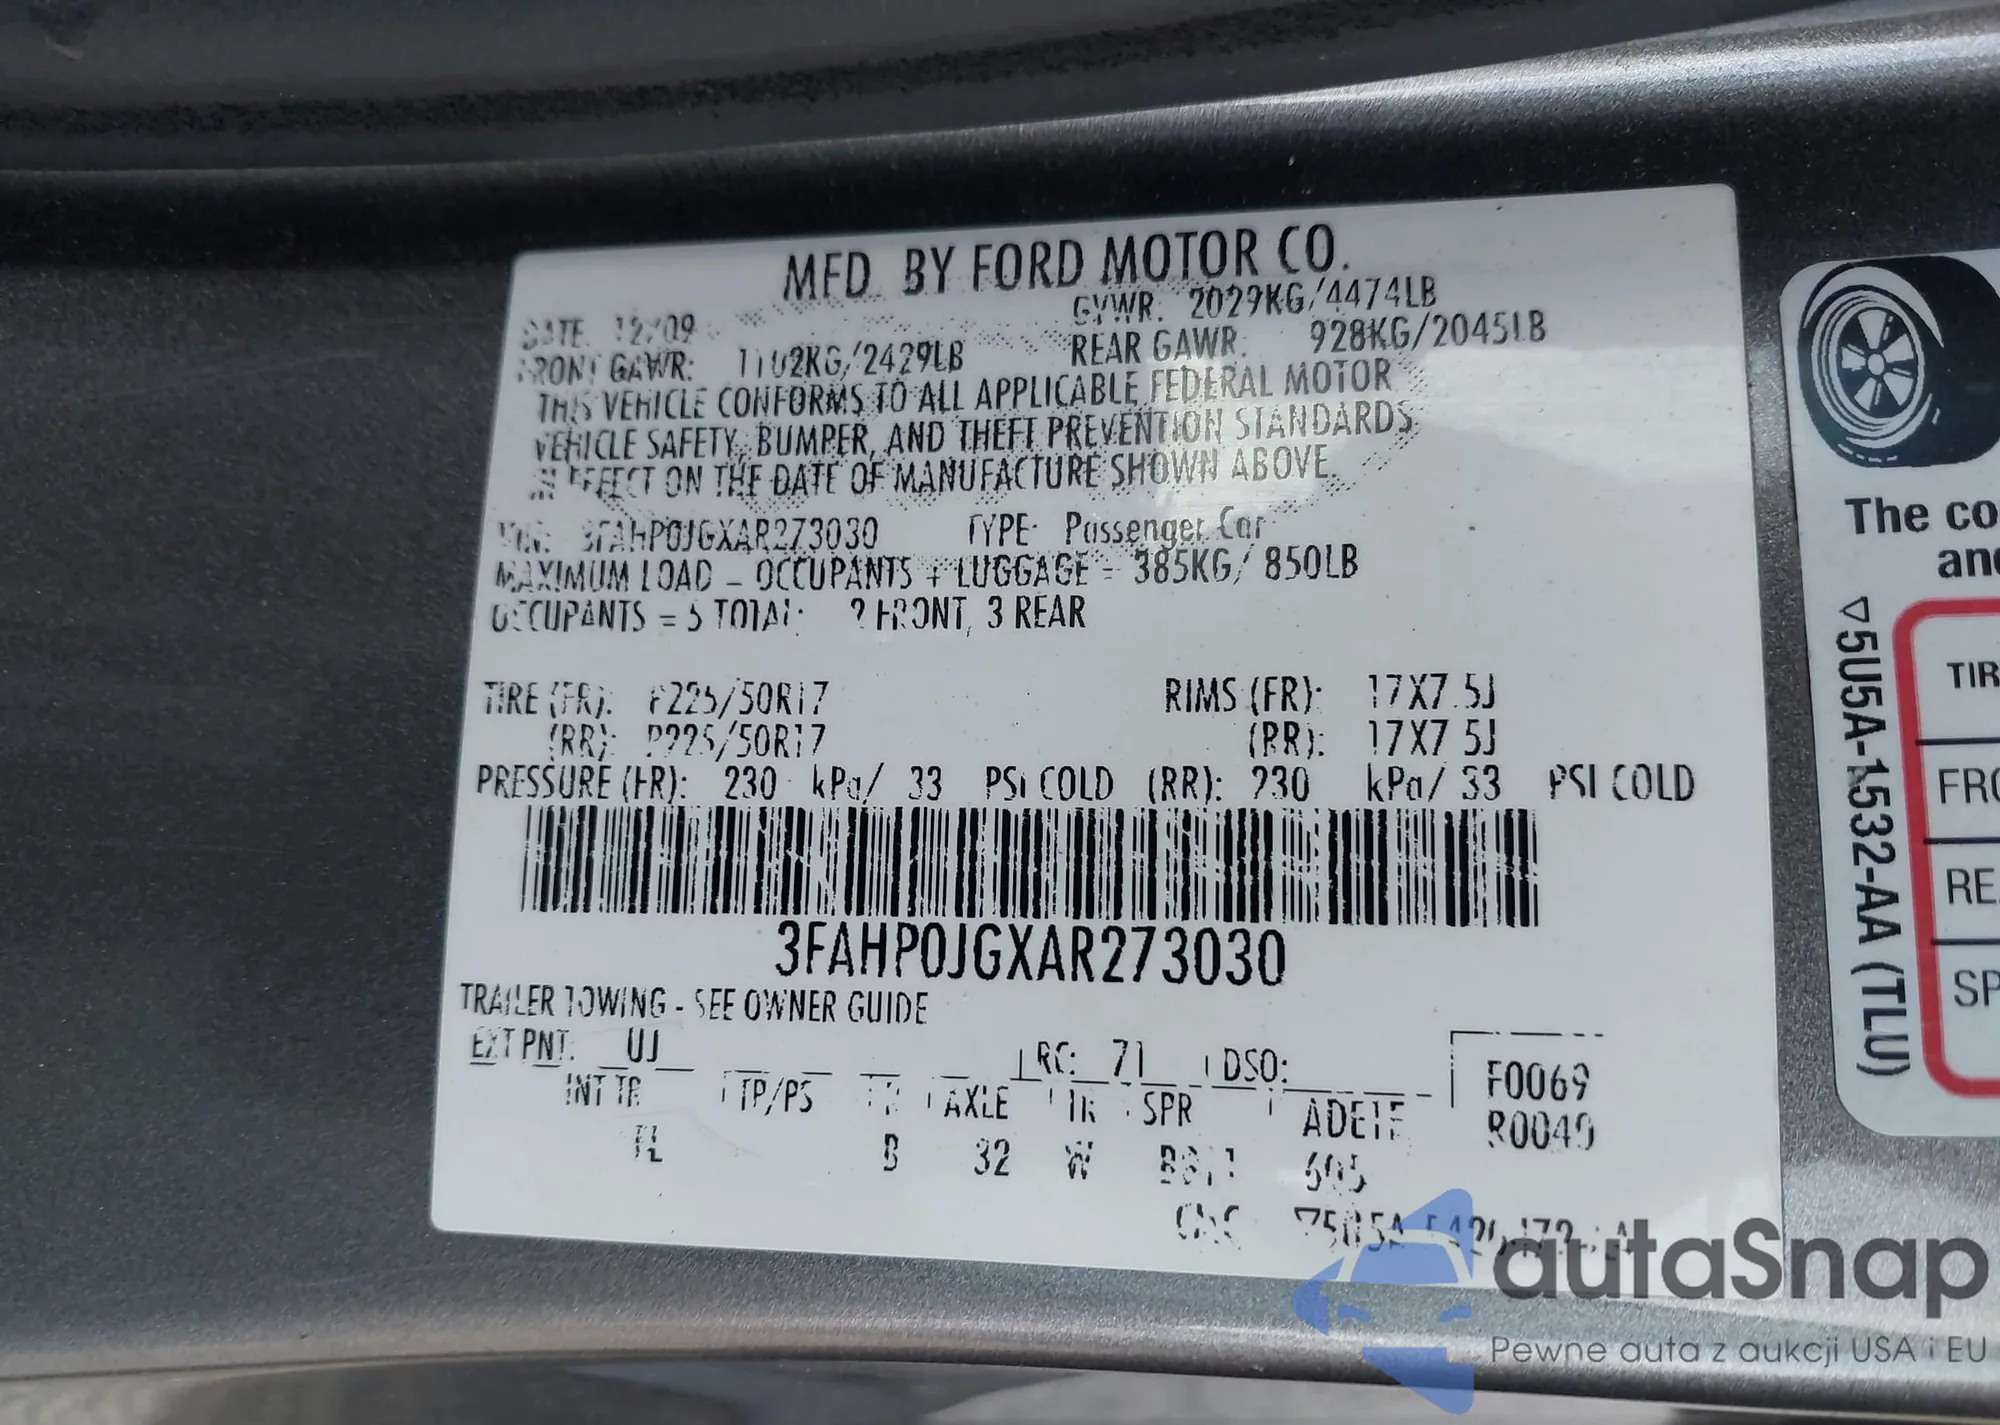 MFD. BY FORD MOTOR CO.
DATE: 12/09 GVWR: 2029KG/4474LB
FRONT GAWR: 1102KG/2429LB REAR GAWR: 928KG/2045LB
THIS VEHICLE CONFORMS TO ALL APPLICABLE FEDERAL MOTOR
VEHICLE SAFETY, BUMPER, AND THEFT PREVENTION STANDARDS
IN EFFECT ON THE DATE OF MANUFACTURE SHOWN ABOVE.
VIN: 3FAHP0JGXAR273030 TYPE: Passenger Car
MAXIMUM LOAD = OCCUPANTS + LUGGAGE = 385KG/ 850LB
OCCUPANTS = 5 TOTAL: 2 FRONT, 3 REAR
TIRE (FR): P225/50R17 RIMS (FR): 17X7.5J
(RR): P225/50R17 (RR): 17X7.5J
PRESSURE (FR): 230 kPa/ 33 PSI COLD (RR): 230 kPa/ 33 PSI COLD
3FAHP0JGXAR273030
TRAILER TOWING - SEE OWNER GUIDE
EXT PNT: UJ RC: 71 DSO:
INT TR TP/PS AXLE TR SPR
TL B 32 W
F0069
R0040
The co
and
TIR
FRO
REA
SP
▽5U5A-1532-AA (TLU)
autaSnap
Pewne auta z aukcji USA i EU